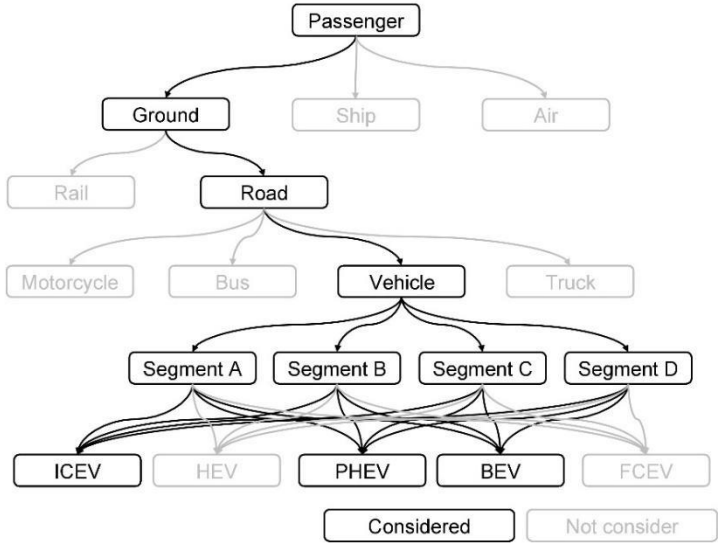 Passenger
Ground
Ship
Air
Rail
Road
Motorcycle
Bus
Vehicle
Truck
Segment A
Segment B
Segment C
Segment D
ICEV
HEV
PHEV
BEV
FCEV
Considered
Not consider